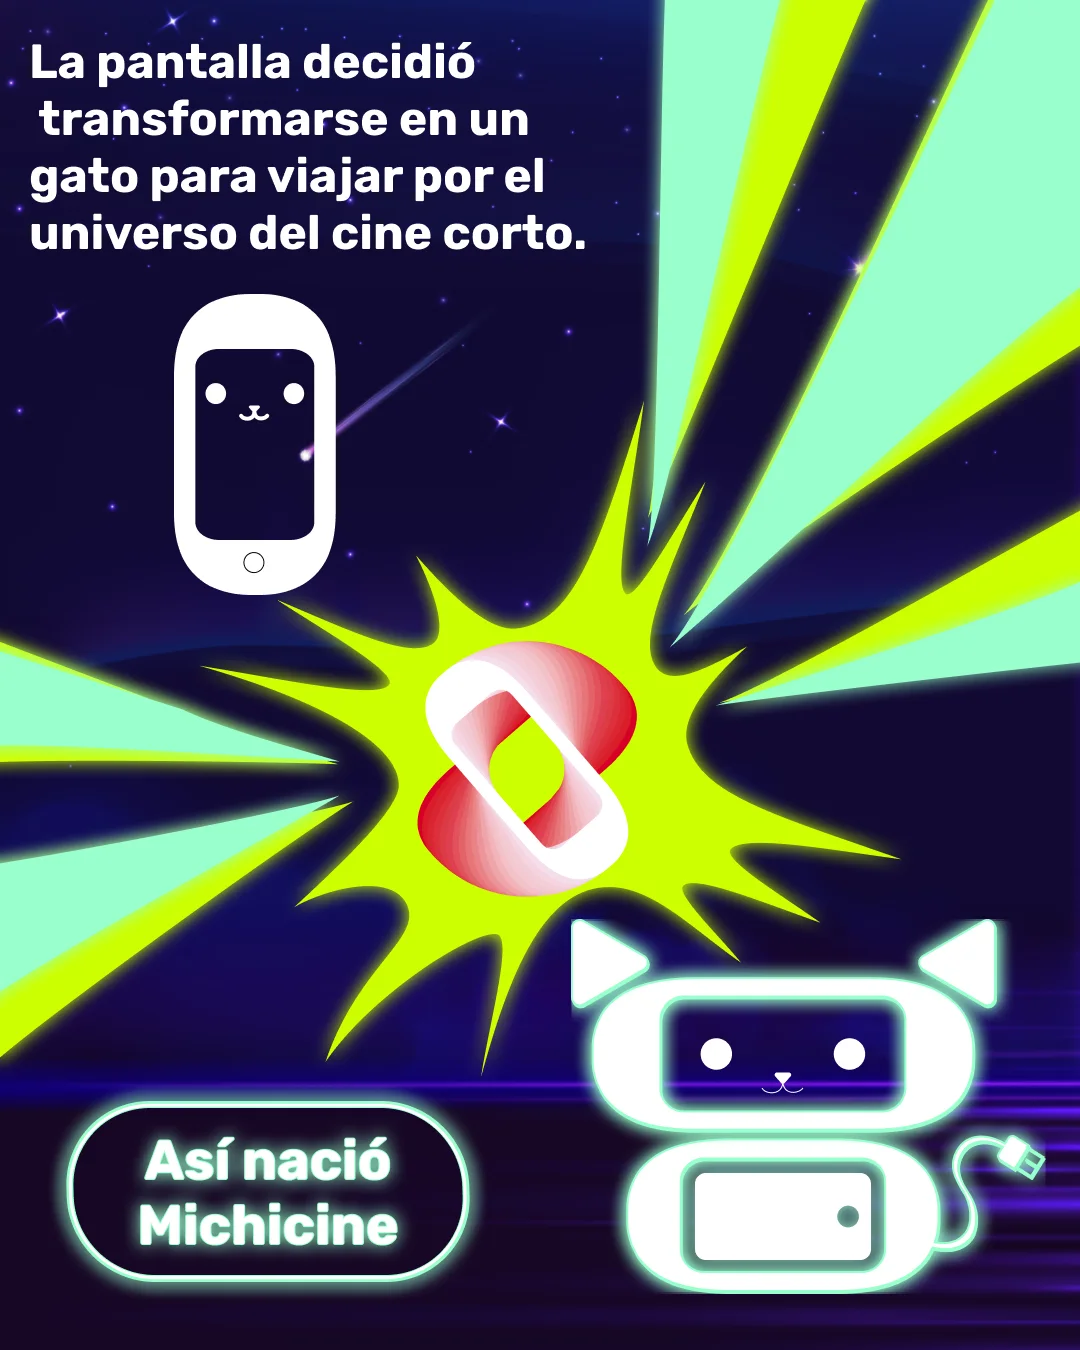 La pantalla decidió
transformarse en un
gato para viajar por el
universo del cine corto.
Así nació
Michicine